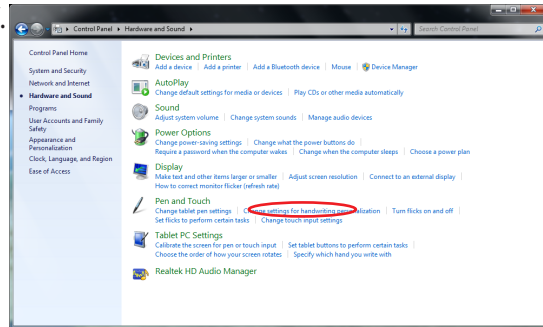 Control Panel ▸ Hardware and Sound ▸
Search Control Panel
Control Panel Home
System and Security
Network and Internet
• Hardware and Sound
Programs
User Accounts and Family
Safety
Appearance and
Personalization
Clock, Language, and Region
Ease of Access
Devices and Printers
Add a device | Add a printer | Add a Bluetooth device | Mouse | Device Manager
AutoPlay
Change default settings for media or devices | Play CDs or other media automatically
Sound
Adjust system volume | Change system sounds | Manage audio devices
Power Options
Change power-saving settings | Change what the power buttons do |
Require a password when the computer wakes | Change when the computer sleeps | Choose a power plan
Display
Make text and other items larger or smaller | Adjust screen resolution | Connect to an external display |
How to correct monitor flicker (refresh rate)
Pen and Touch
Change tablet pen settings | Change settings for handwriting personalization | Turn flicks on and off |
Set flicks to perform certain tasks | Change touch input settings
Tablet PC Settings
Calibrate the screen for pen or touch input | Set tablet buttons to perform certain tasks |
Choose the order of how your screen rotates | Specify which hand you write with
Realtek HD Audio Manager